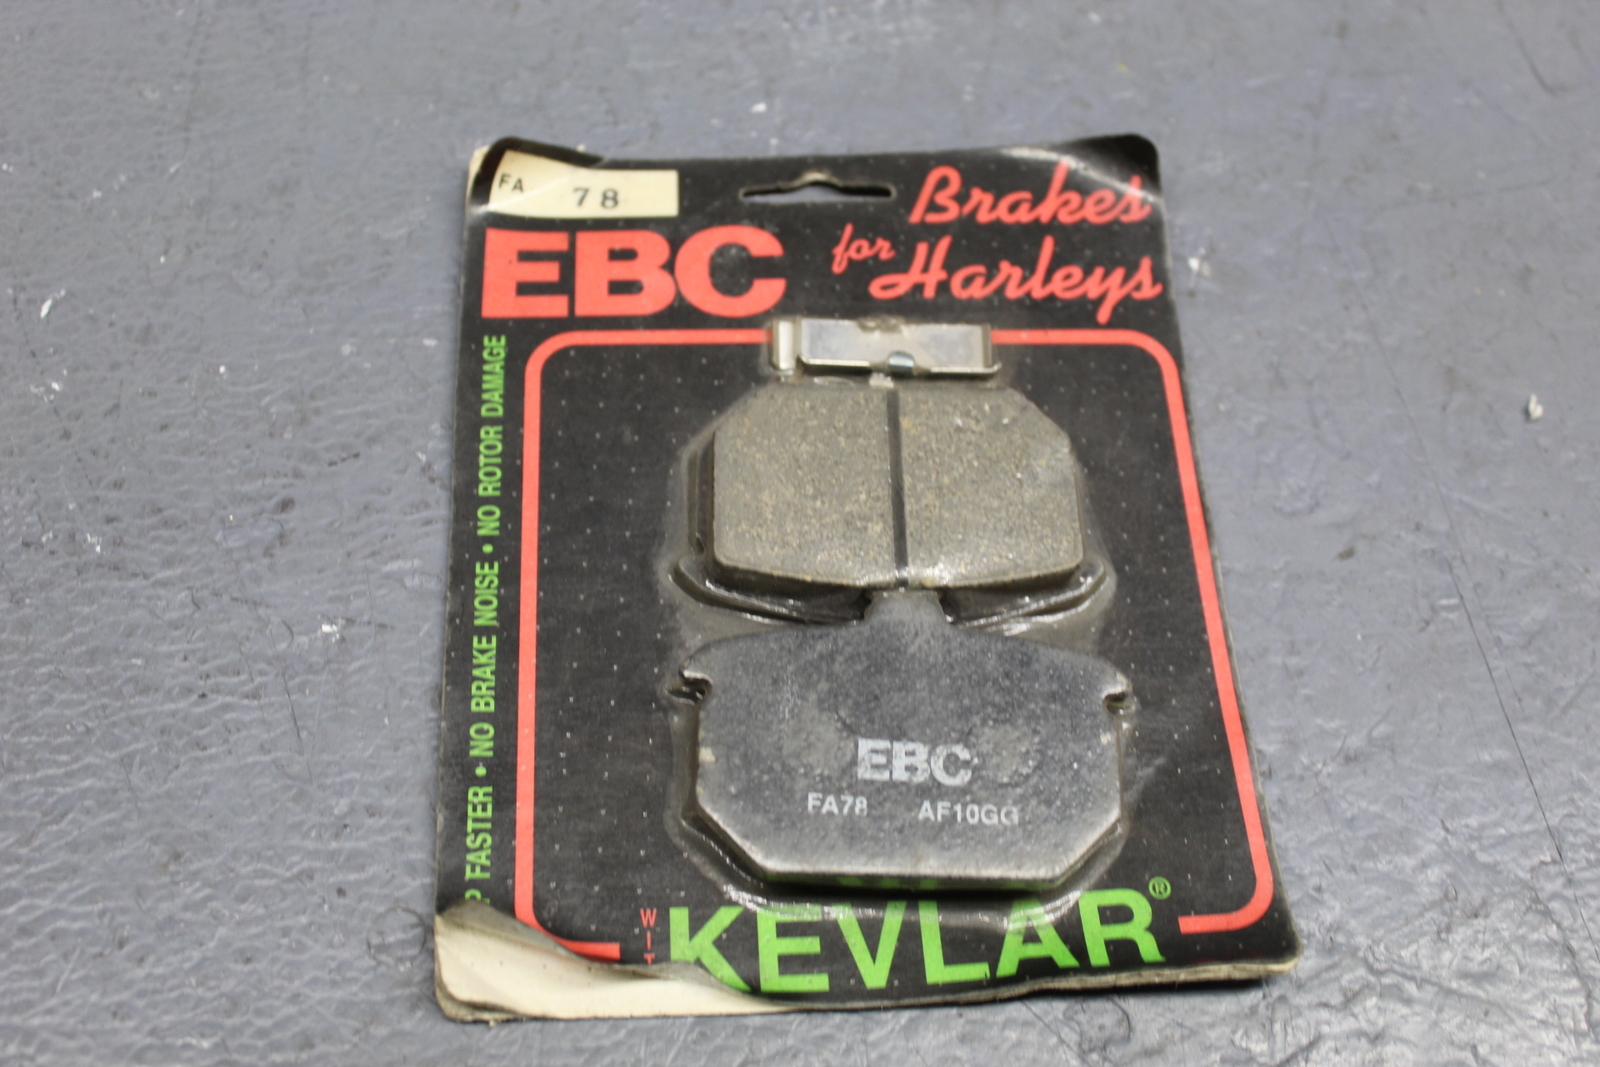 FA 78
EBC
Brakes
for Harleys
FASTER • NO BRAKE NOISE • NO ROTOR DAMAGE
EBC
FA78 AF10GG
KEVLAR®